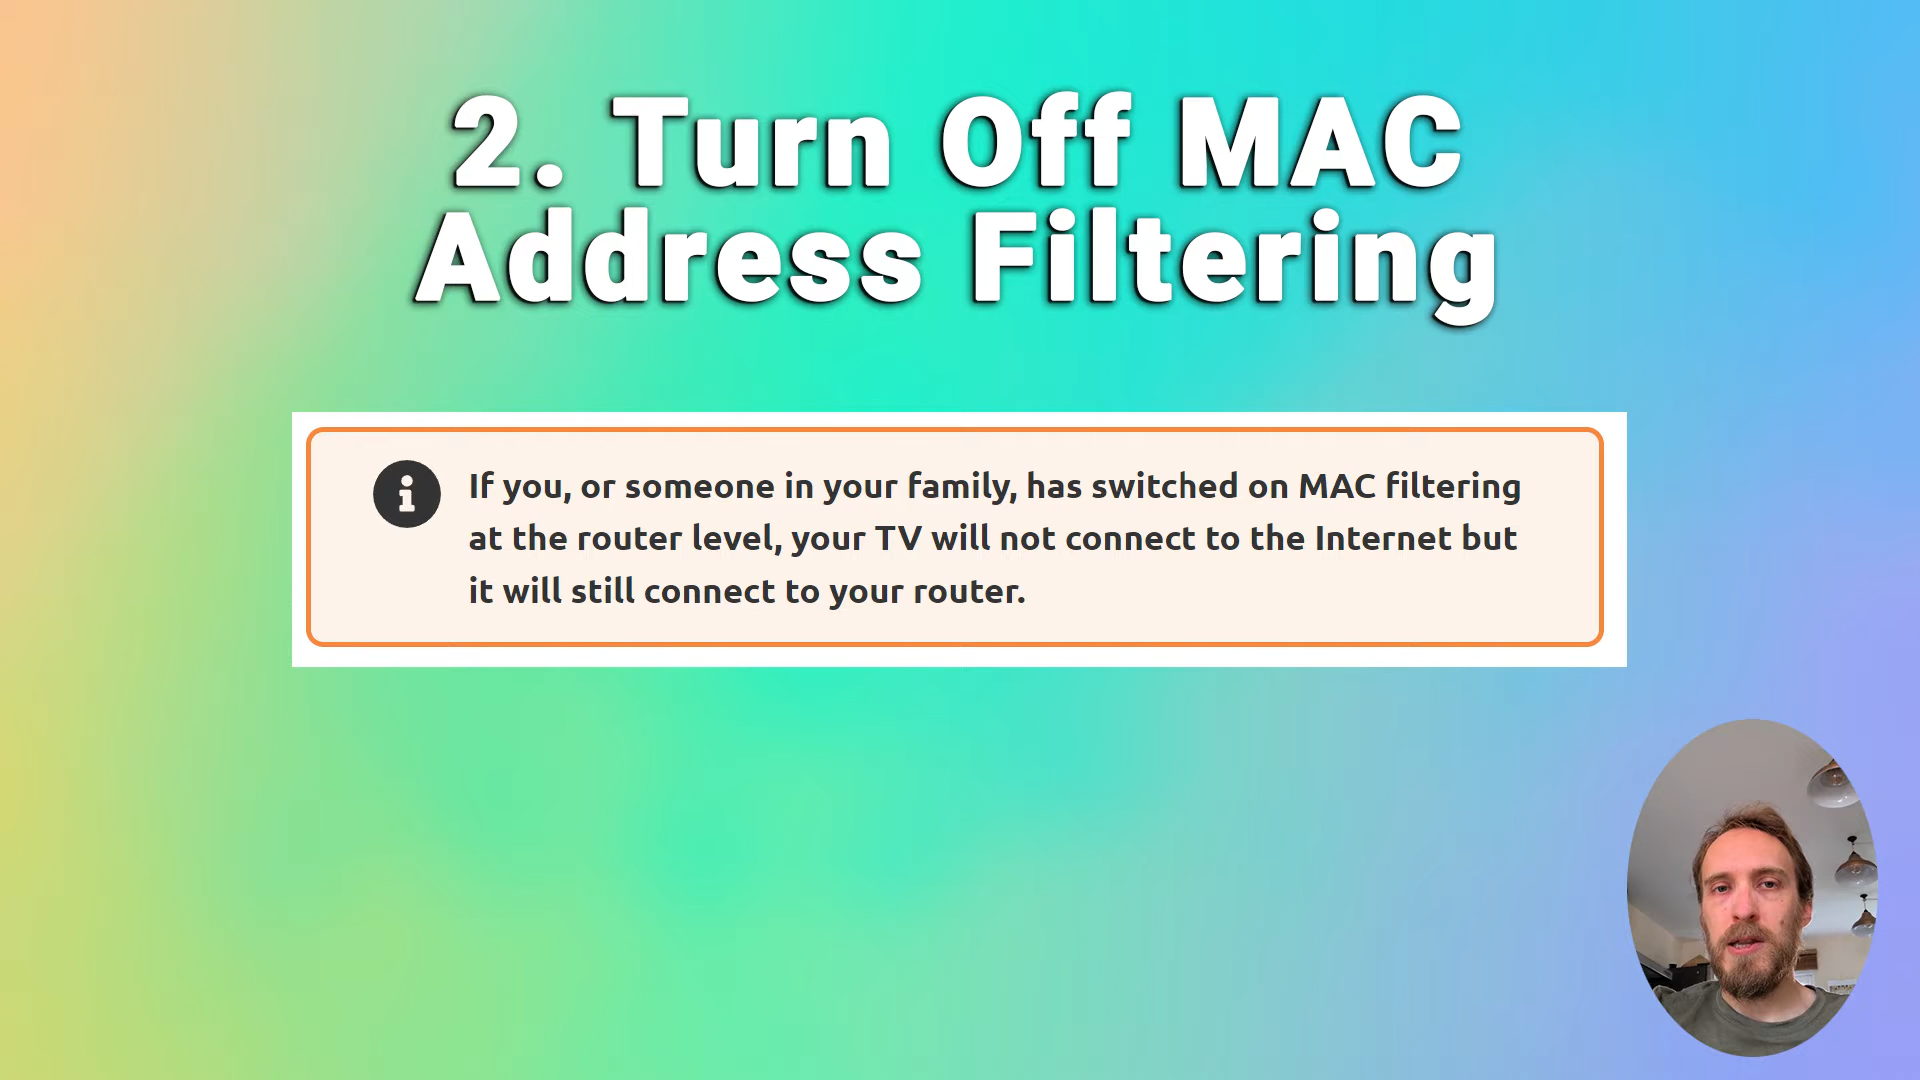 2. Turn Off MAC
Address Filtering
If you, or someone in your family, has switched on MAC filtering
at the router level, your TV will not connect to the Internet but
it will still connect to your router.